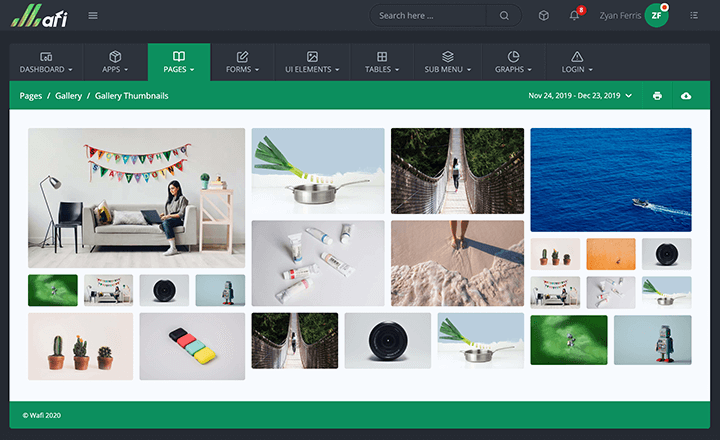 Wafi
Search here ...
8
Zyan Ferris
ZF
DASHBOARD
APPS
PAGES
FORMS
UI ELEMENTS
TABLES
SUB MENU
GRAPHS
LOGIN
Pages / Gallery / Gallery Thumbnails
Nov 24, 2019 - Dec 23, 2019
© Wafi 2020